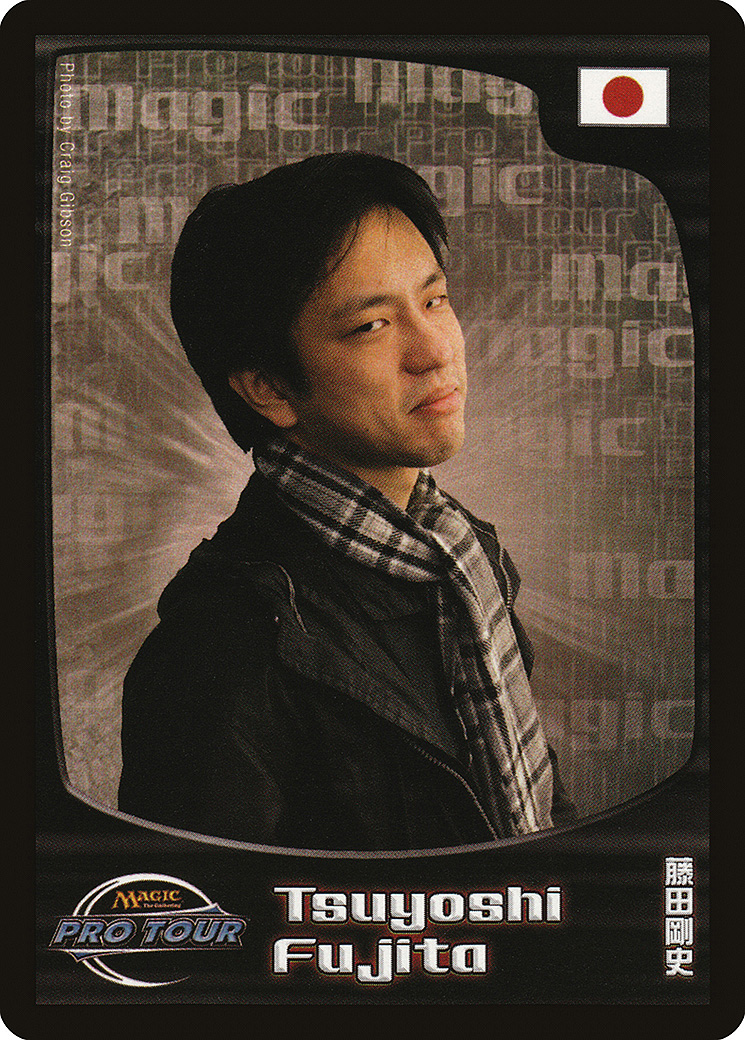 Photo by Craig Gibson
MAGIC
The Gathering
PRO TOUR
Tsuyoshi
Fujita
藤田剛史